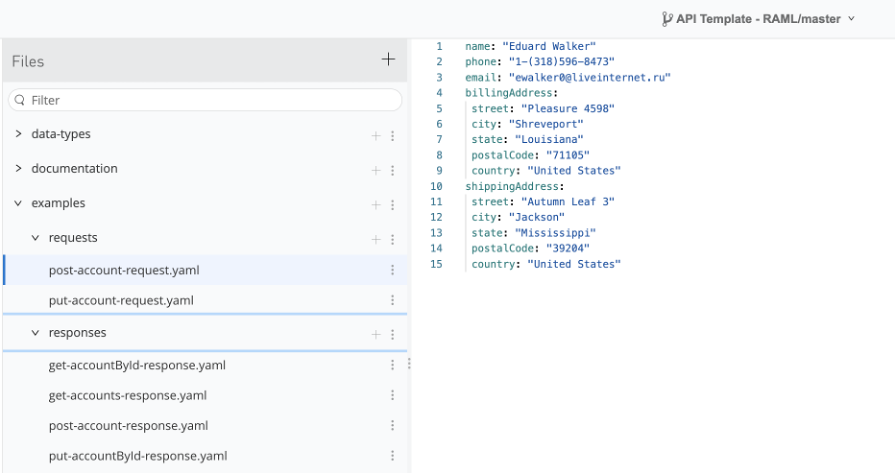 API Template - RAML/master
Files
Filter
data-types
documentation
examples
requests
post-account-request.yaml
put-account-request.yaml
responses
get-accountById-response.yaml
get-accounts-response.yaml
post-account-response.yaml
put-accountById-response.yaml
1 name: "Eduard Walker"
2 phone: "1-(318)596-8473"
3 email: "ewalker0@liveinternet.ru"
4 billingAddress:
5 street: "Pleasure 4598"
6 city: "Shreveport"
7 state: "Louisiana"
8 postalCode: "71105"
9 country: "United States"
10 shippingAddress:
11 street: "Autumn Leaf 3"
12 city: "Jackson"
13 state: "Mississippi"
14 postalCode: "39204"
15 country: "United States"